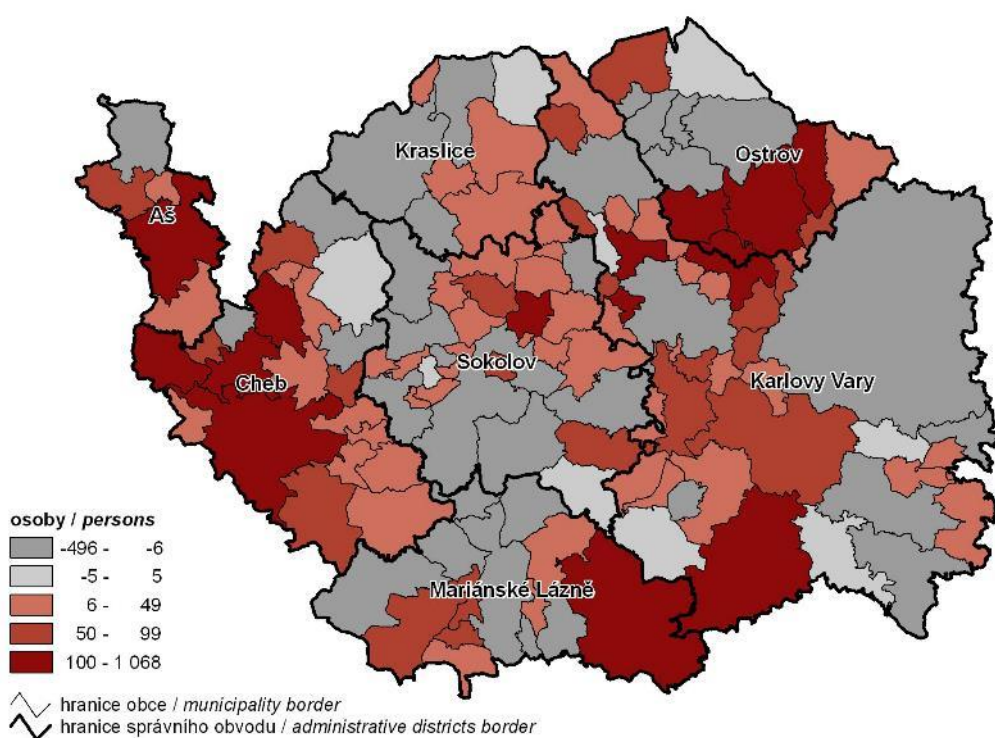 Kraslice
Ostrov
Aš
Sokolov
Cheb
Karlovy Vary
Mariánské Lázně
osoby / persons
-496 - -6
-5 - 5
6 - 49
50 - 99
100 - 1 068
hranice obce / municipality border
hranice správního obvodu / administrative districts border